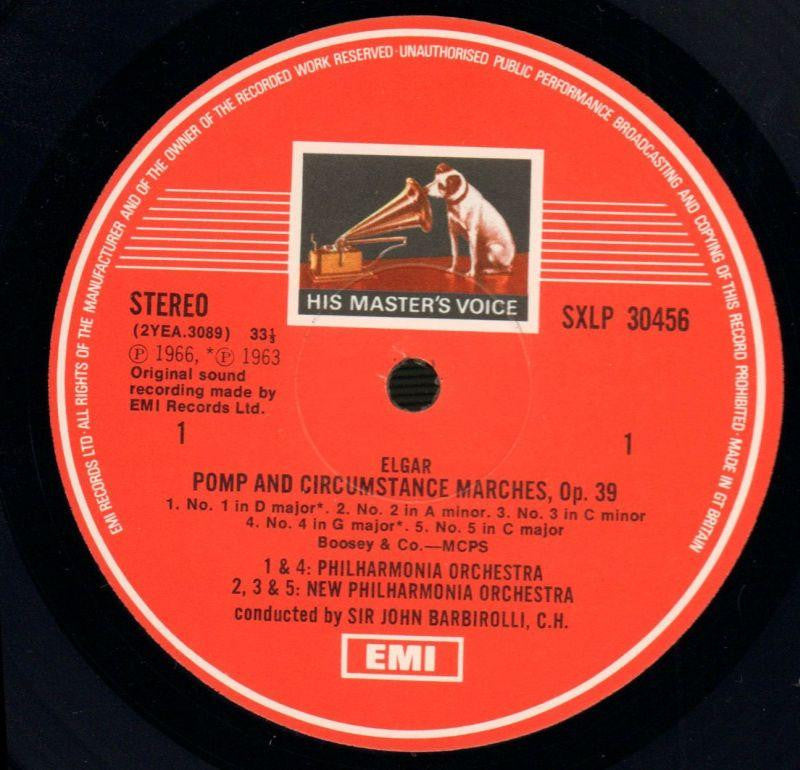 EMI RECORDS LTD·ALL RIGHTS OF THE MANUFACTURER AND OF THE OWNER OF THE RECORDED WORK RESERVED·UNAUTHORISED PUBLIC PERFORMANCE BROADCASTING AND COPYING OF THIS RECORD PROHIBITED·MADE IN GT BRITAIN
HIS MASTER'S VOICE
STEREO
SXLP 30456
(2YEA.3089) 33⅓
℗ 1966, *℗ 1963
Original sound
recording made by
EMI Records Ltd.
1
1
ELGAR
POMP AND CIRCUMSTANCE MARCHES, Op. 39
1. No. 1 in D major*. 2. No. 2 in A minor. 3. No. 3 in C minor
4. No. 4 in G major*. 5. No. 5 in C major
Boosey & Co.—MCPS
1 & 4: PHILHARMONIA ORCHESTRA
2, 3 & 5: NEW PHILHARMONIA ORCHESTRA
conducted by SIR JOHN BARBIROLLI, C.H.
EMI